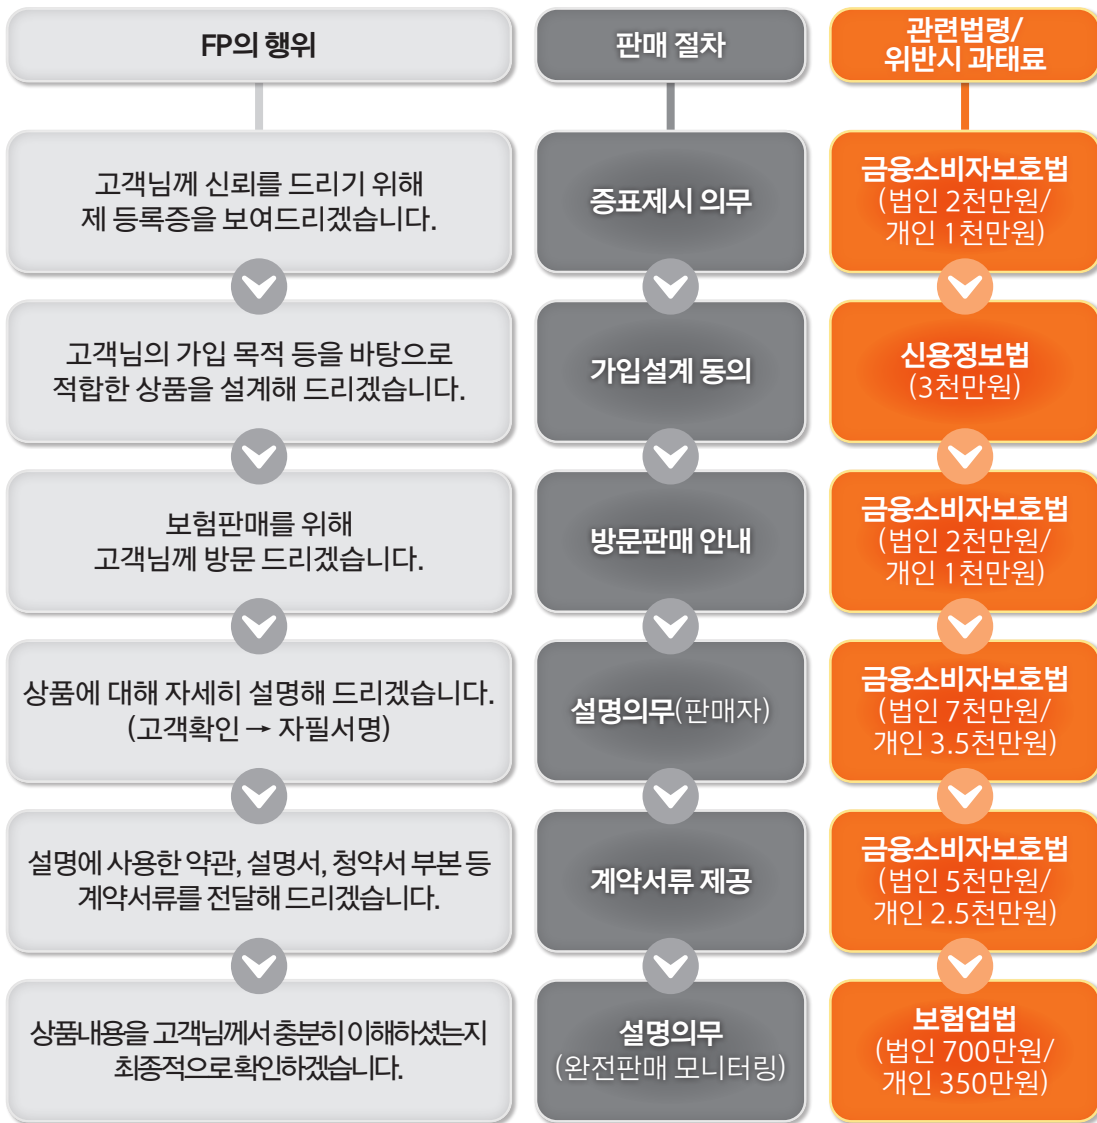 FP의 행위
판매 절차
관련법령/
위반시 과태료
고객님께 신뢰를 드리기 위해
제 등록증을 보여드리겠습니다.
증표제시 의무
금융소비자보호법
(법인 2천만원/
개인 1천만원)
고객님의 가입 목적 등을 바탕으로
적합한 상품을 설계해 드리겠습니다.
가입설계 동의
신용정보법
(3천만원)
보험판매를 위해
고객님께 방문 드리겠습니다.
방문판매 안내
금융소비자보호법
(법인 2천만원/
개인 1천만원)
상품에 대해 자세히 설명해 드리겠습니다.
(고객확인 → 자필서명)
설명의무(판매자)
금융소비자보호법
(법인 7천만원/
개인 3.5천만원)
설명에 사용한 약관, 설명서, 청약서 부본 등
계약서류를 전달해 드리겠습니다.
계약서류 제공
금융소비자보호법
(법인 5천만원/
개인 2.5천만원)
상품내용을 고객님께서 충분히 이해하셨는지
최종적으로 확인하겠습니다.
설명의무
(완전판매 모니터링)
보험업법
(법인 700만원/
개인 350만원)